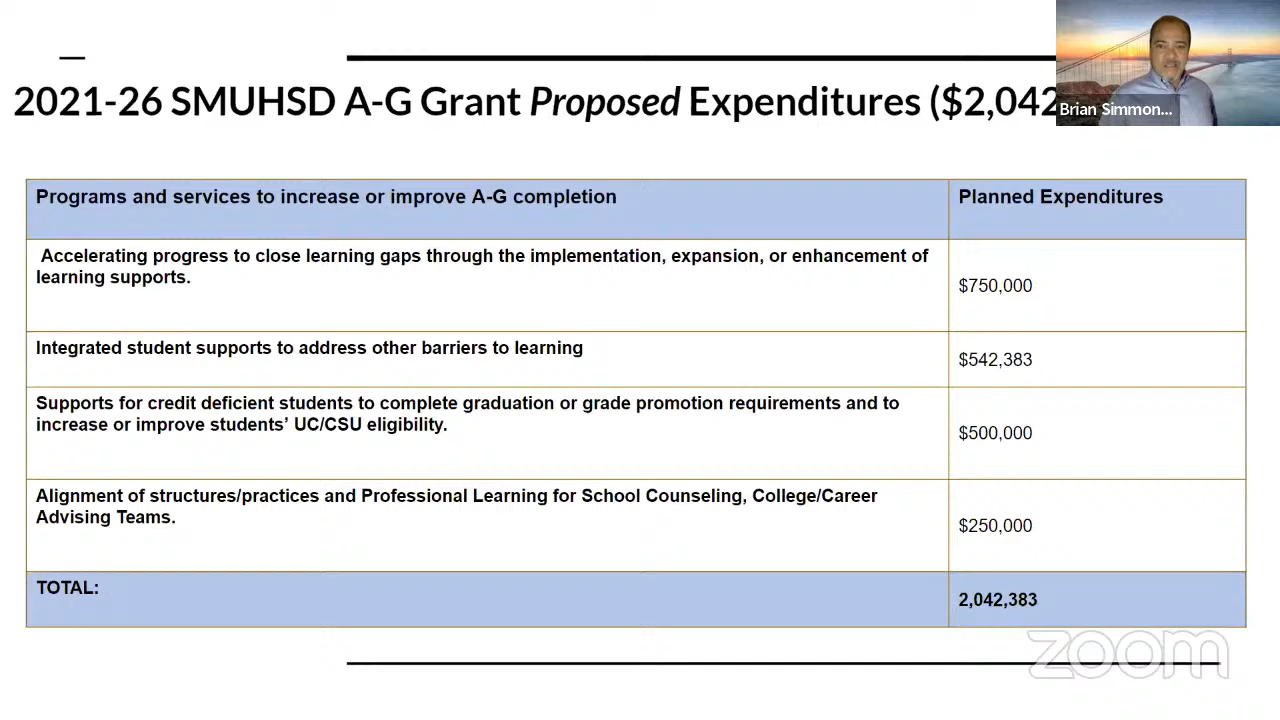 2021-26 SMUHSD A-G Grant Proposed Expenditures ($2,042
Brian Simmon...
Programs and services to increase or improve A-G completion
Planned Expenditures
Accelerating progress to close learning gaps through the implementation, expansion, or enhancement of
learning supports.
$750,000
Integrated student supports to address other barriers to learning
$542,383
Supports for credit deficient students to complete graduation or grade promotion requirements and to
increase or improve students’ UC/CSU eligibility.
$500,000
Alignment of structures/practices and Professional Learning for School Counseling, College/Career
Advising Teams.
$250,000
TOTAL:
2,042,383
zoom